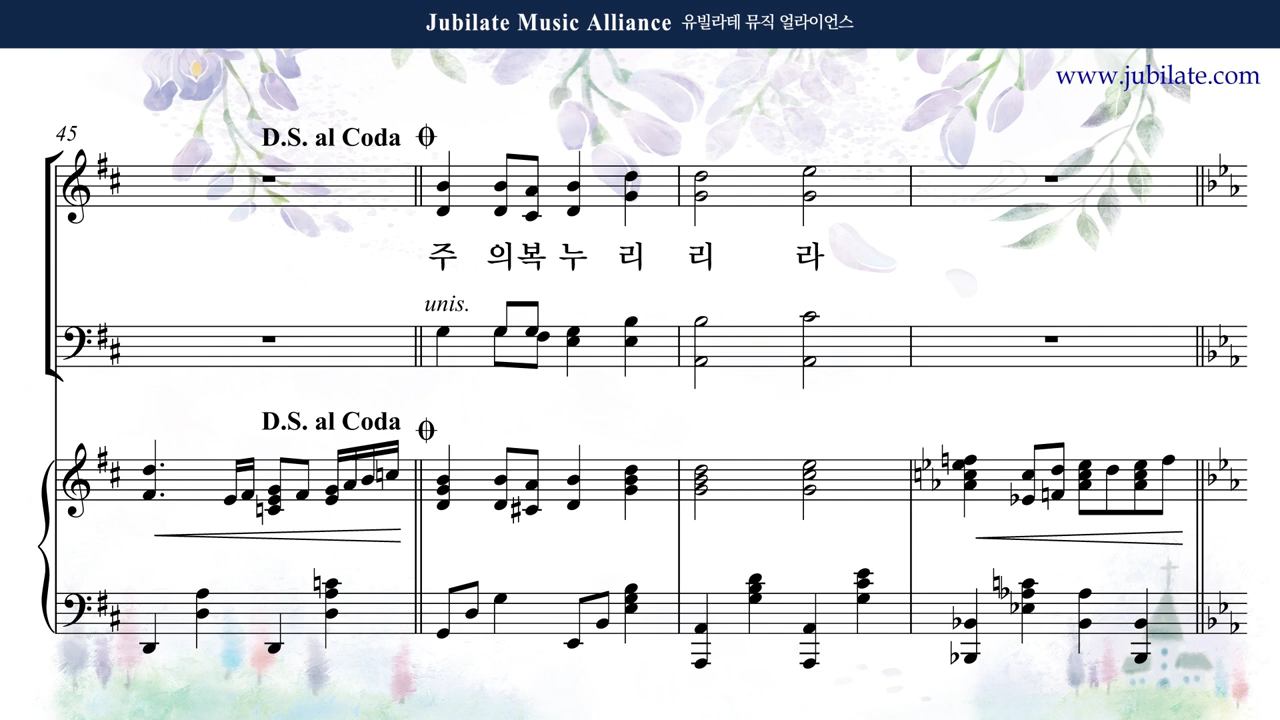 Jubilate Music Alliance 유빌라테 뮤직 얼라이언스
www.jubilate.com
45
D.S. al Coda
주 의복 누 리 리 라
unis.
D.S. al Coda